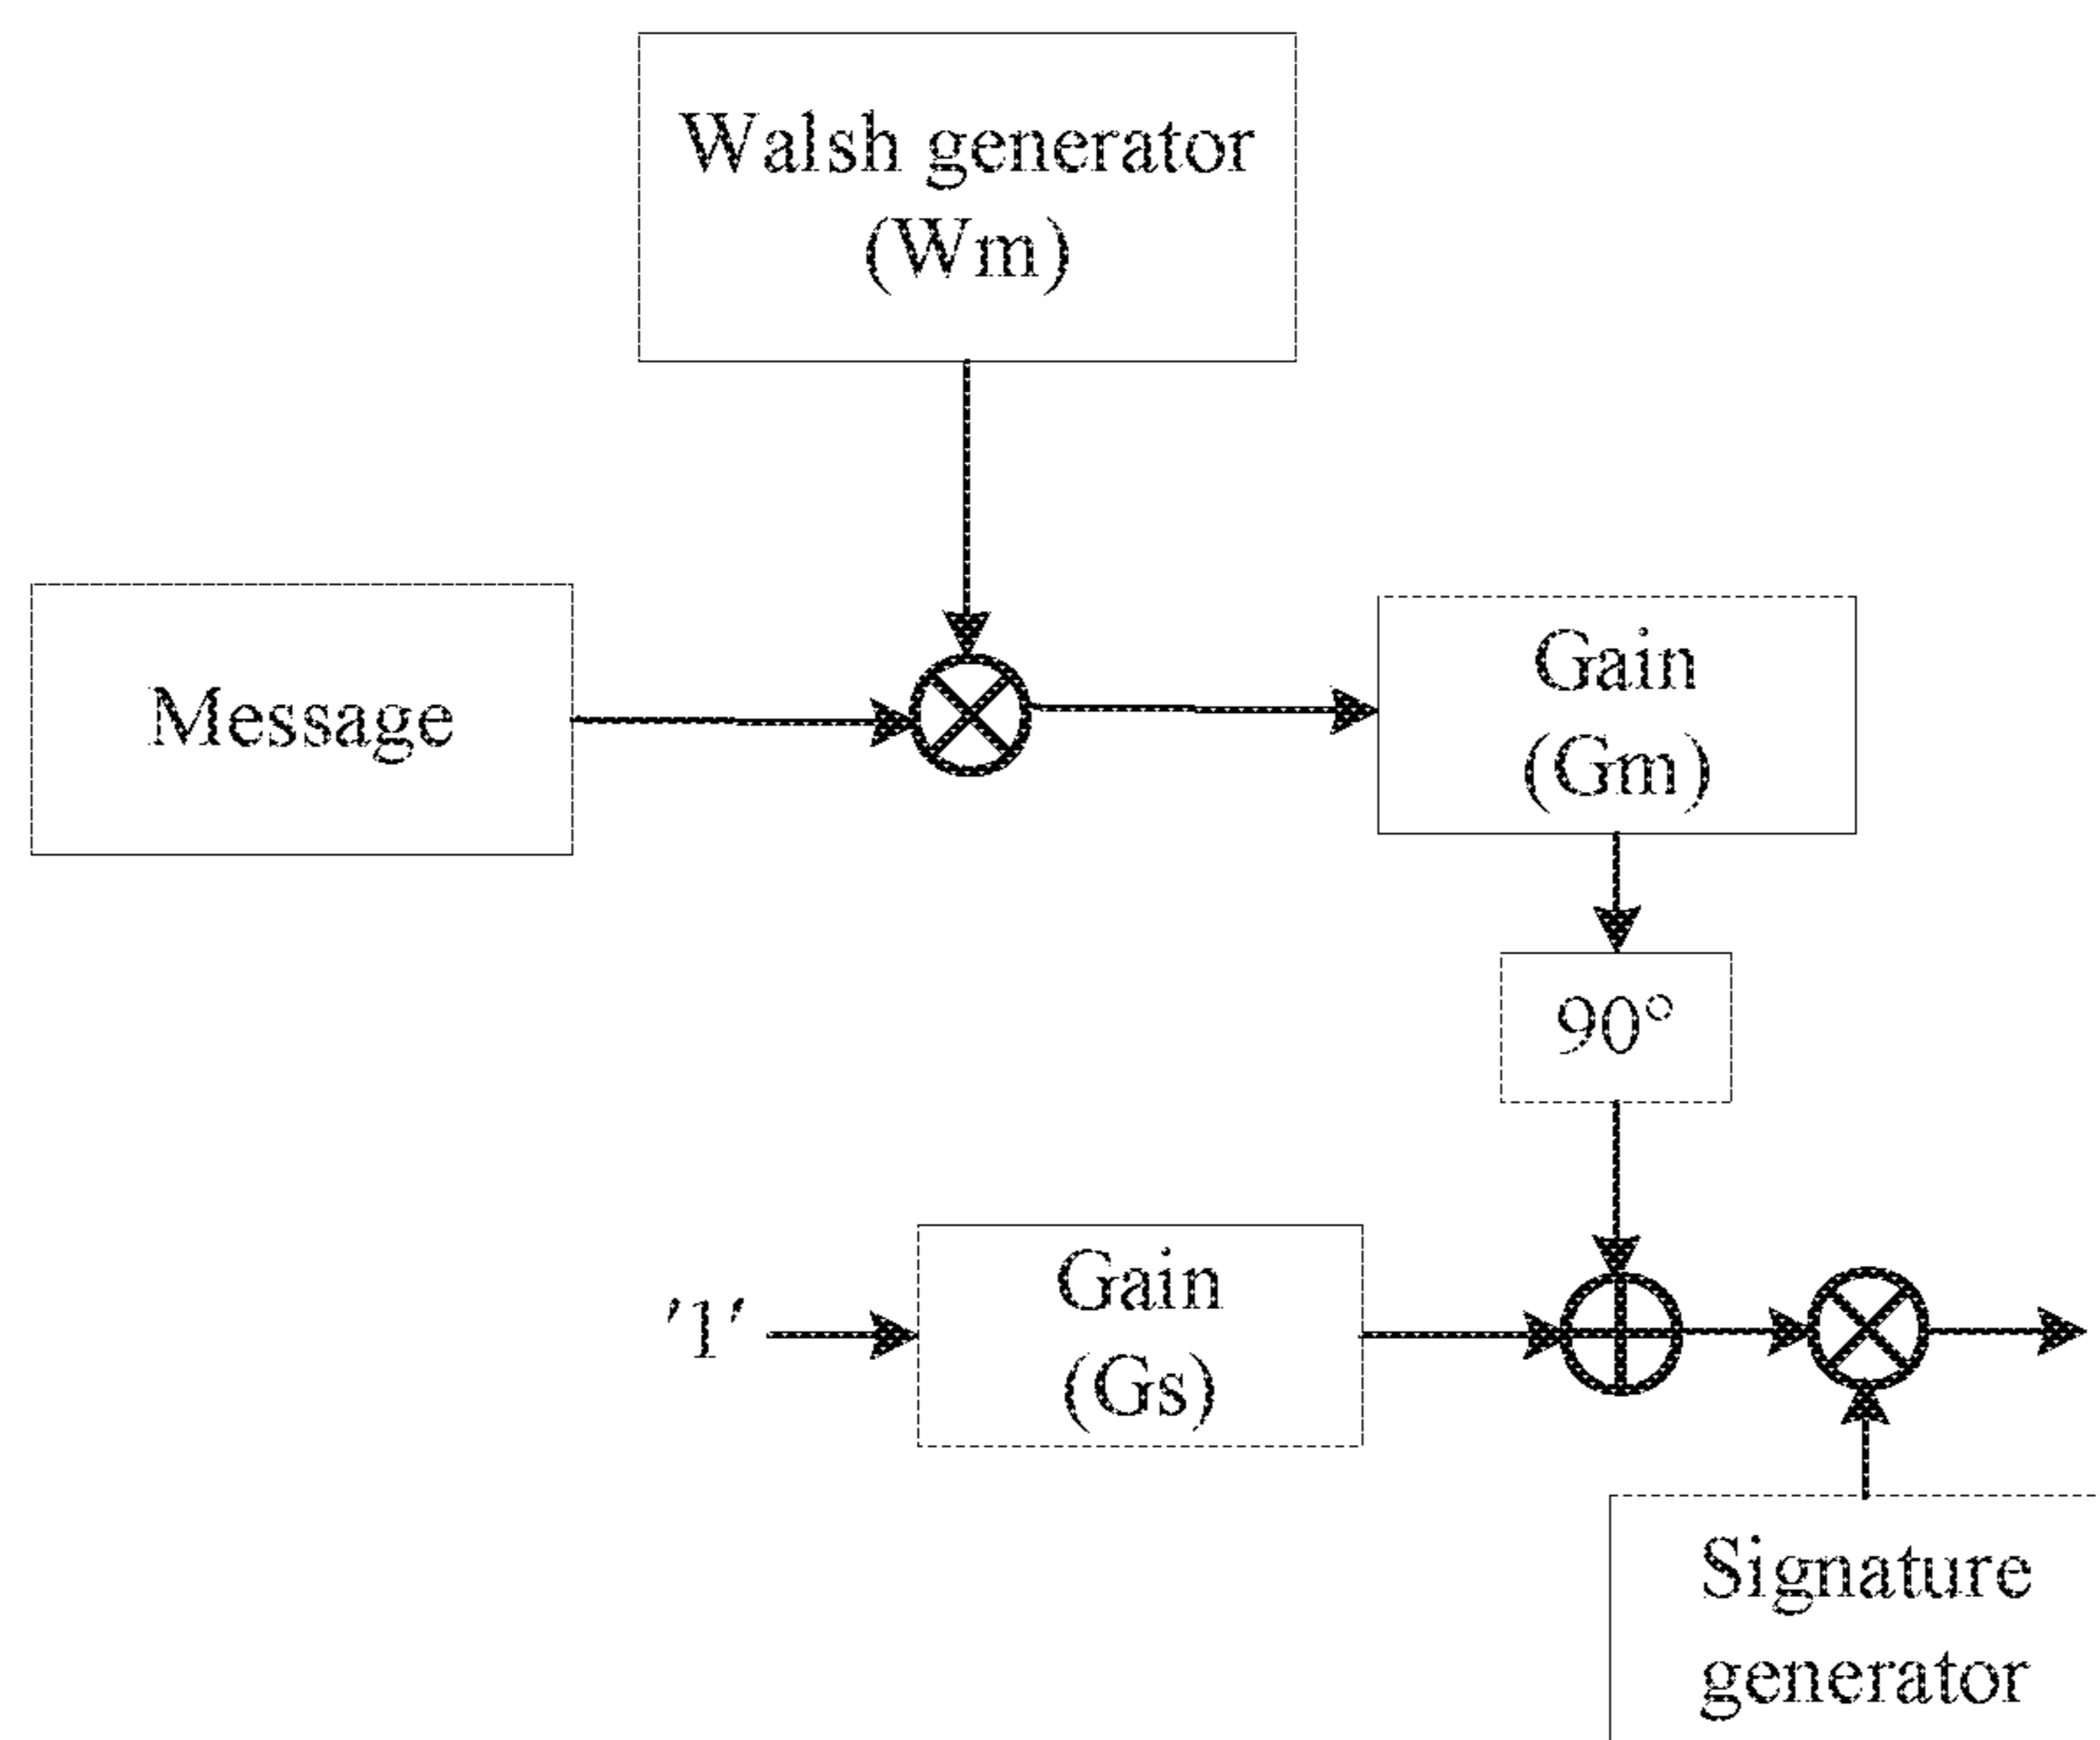 Walsh generator
(Wm)
Message
Gain
(Gm)
90°
'1'
Gain
(Gs)
Signature
generator